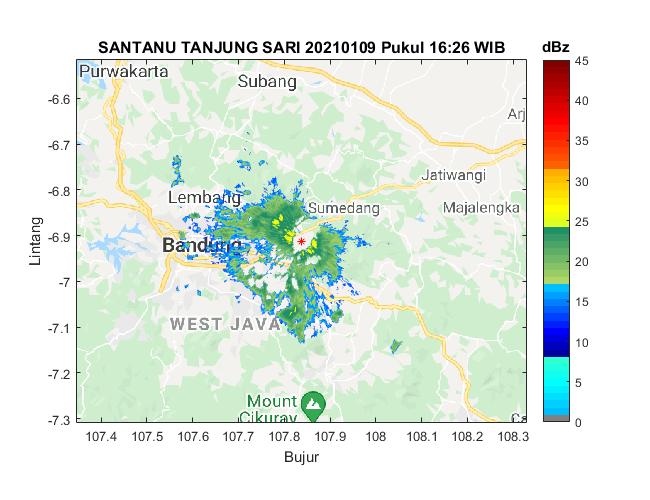 SANTANU TANJUNG SARI 20210109 Pukul 16:26 WIB
dBz
Purwakarta
Subang
Arj
Jatiwangi
Lembang
Sumedang
Majalengka
Bandung
WEST JAVA
Mount
Cikuray
Lintang
-6.6
-6.7
-6.8
-6.9
-7
-7.1
-7.2
-7.3
107.4 107.5 107.6 107.7 107.8 107.9 108 108.1 108.2 108.3
Bujur
45
40
35
30
25
20
15
10
5
0